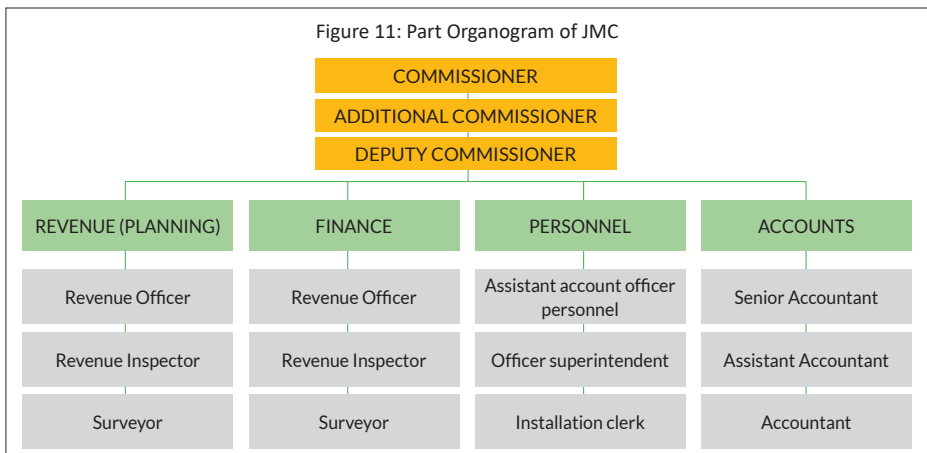 Figure 11: Part Organogram of JMC
COMMISSIONER
ADDITIONAL COMMISSIONER
DEPUTY COMMISSIONER
REVENUE (PLANNING)
FINANCE
PERSONNEL
ACCOUNTS
Revenue Officer
Revenue Officer
Assistant account officer
personnel
Senior Accountant
Revenue Inspector
Revenue Inspector
Officer superintendent
Assistant Accountant
Surveyor
Surveyor
Installation clerk
Accountant